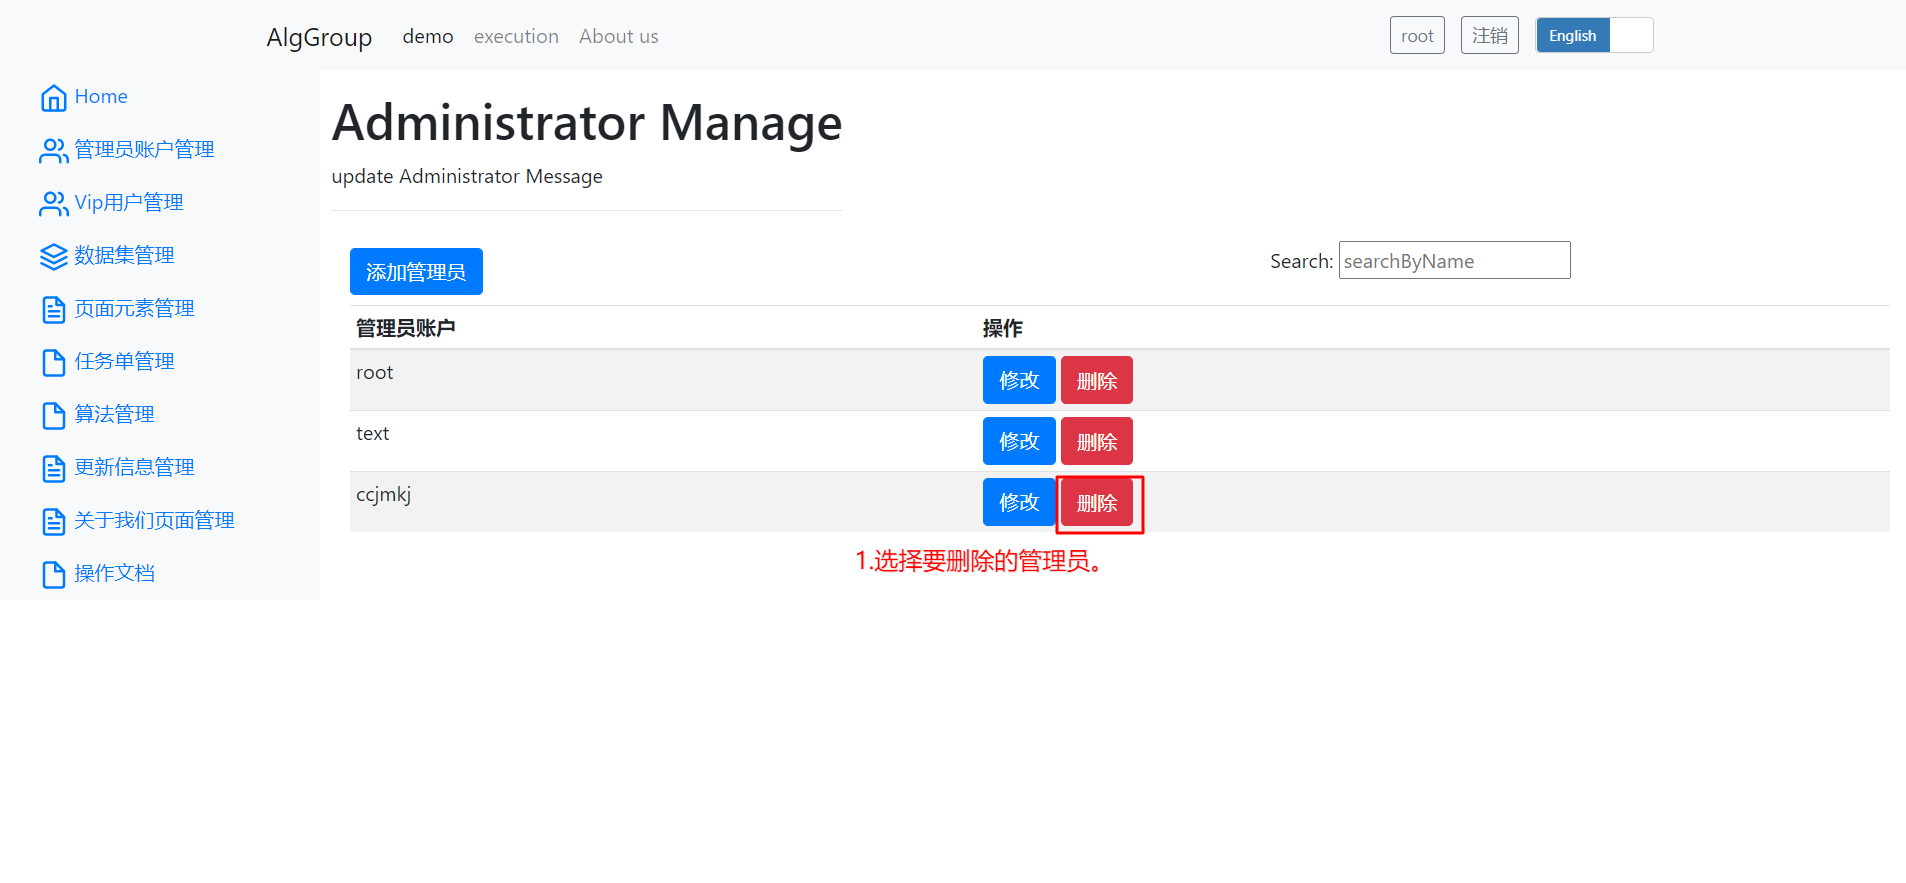 AlgGroup demo execution About us root 注销 English
Home
管理员账户管理
Vip用户管理
数据集管理
页面元素管理
任务单管理
算法管理
更新信息管理
关于我们页面管理
操作文档
Administrator Manage
update Administrator Message
添加管理员 Search: searchByName
管理员账户 操作
root 修改 删除
text 修改 删除
ccjmkj 修改 删除
1.选择要删除的管理员。